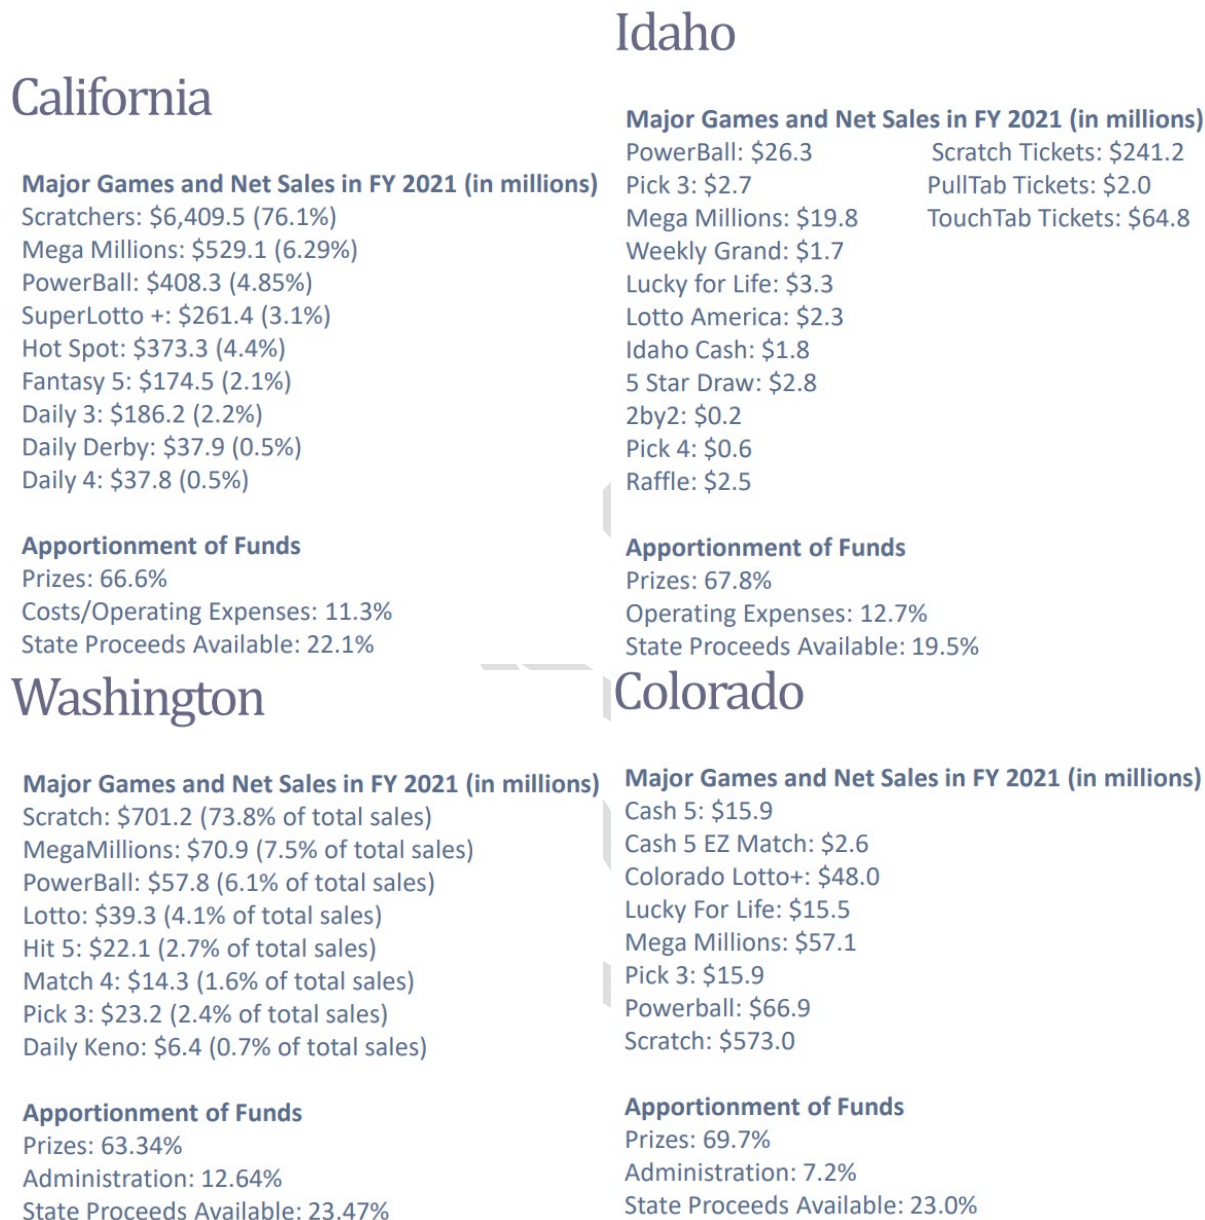 California
Major Games and Net Sales in FY 2021 (in millions)
Scratchers: $6,409.5 (76.1%)
Mega Millions: $529.1 (6.29%)
PowerBall: $408.3 (4.85%)
SuperLotto +: $261.4 (3.1%)
Hot Spot: $373.3 (4.4%)
Fantasy 5: $174.5 (2.1%)
Daily 3: $186.2 (2.2%)
Daily Derby: $37.9 (0.5%)
Daily 4: $37.8 (0.5%)
Apportionment of Funds
Prizes: 66.6%
Costs/Operating Expenses: 11.3%
State Proceeds Available: 22.1%
Idaho
Major Games and Net Sales in FY 2021 (in millions)
PowerBall: $26.3
Pick 3: $2.7
Mega Millions: $19.8
Weekly Grand: $1.7
Lucky for Life: $3.3
Lotto America: $2.3
Idaho Cash: $1.8
5 Star Draw: $2.8
2by2: $0.2
Pick 4: $0.6
Raffle: $2.5
Scratch Tickets: $241.2
PullTab Tickets: $2.0
TouchTab Tickets: $64.8
Apportionment of Funds
Prizes: 67.8%
Operating Expenses: 12.7%
State Proceeds Available: 19.5%
Washington
Major Games and Net Sales in FY 2021 (in millions)
Scratch: $701.2 (73.8% of total sales)
MegaMillions: $70.9 (7.5% of total sales)
PowerBall: $57.8 (6.1% of total sales)
Lotto: $39.3 (4.1% of total sales)
Hit 5: $22.1 (2.7% of total sales)
Match 4: $14.3 (1.6% of total sales)
Pick 3: $23.2 (2.4% of total sales)
Daily Keno: $6.4 (0.7% of total sales)
Apportionment of Funds
Prizes: 63.34%
Administration: 12.64%
State Proceeds Available: 23.47%
Colorado
Major Games and Net Sales in FY 2021 (in millions)
Cash 5: $15.9
Cash 5 EZ Match: $2.6
Colorado Lotto+: $48.0
Lucky For Life: $15.5
Mega Millions: $57.1
Pick 3: $15.9
Powerball: $66.9
Scratch: $573.0
Apportionment of Funds
Prizes: 69.7%
Administration: 7.2%
State Proceeds Available: 23.0%